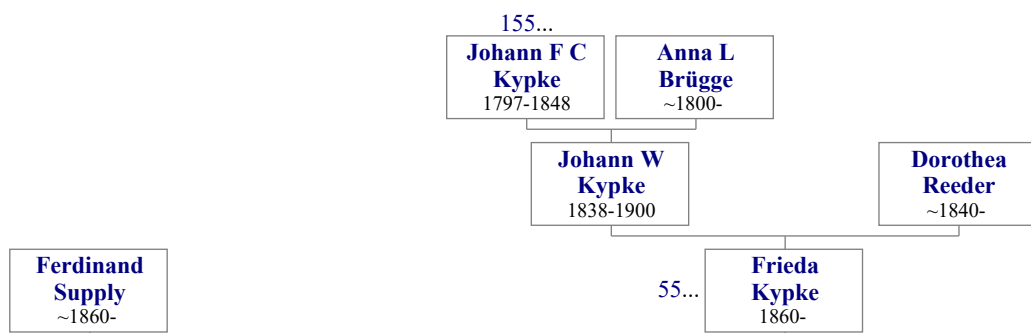 155...
Johann F C
Kypke
1797-1848
Anna L
Brügge
~1800-
Johann W
Kypke
1838-1900
Dorothea
Reeder
~1840-
Ferdinand
Supply
~1860-
55...
Frieda
Kypke
1860-